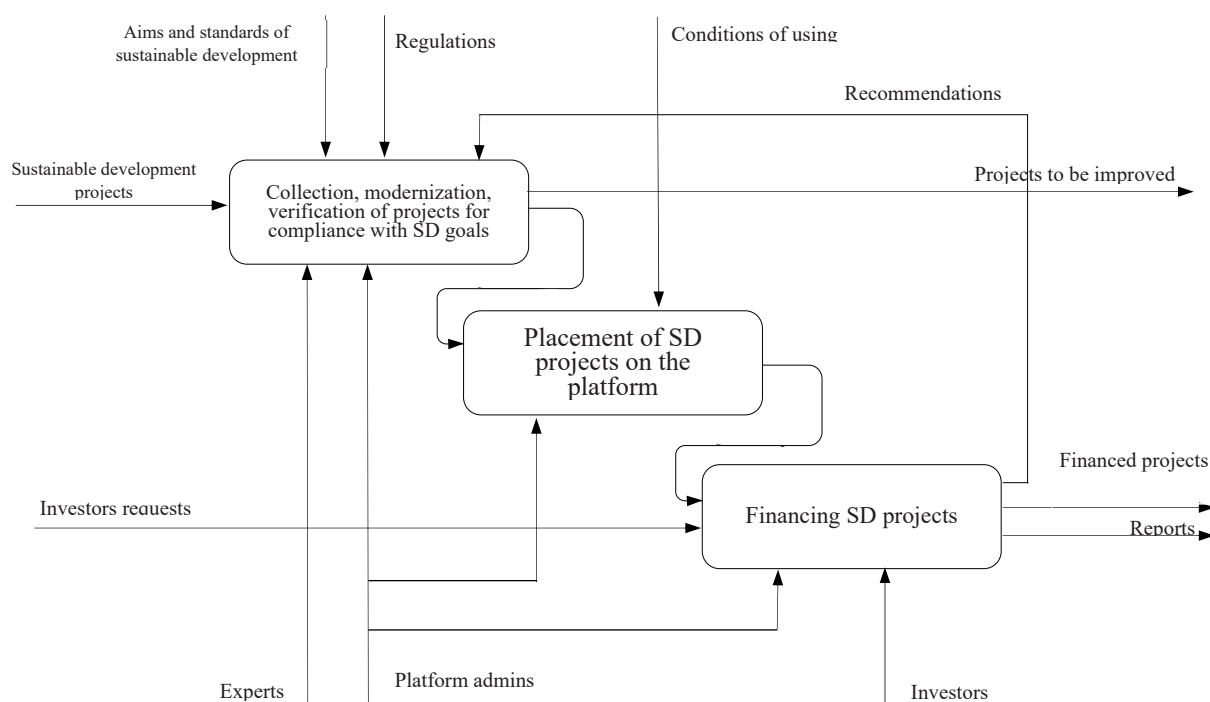 Aims and standards of
sustainable development
Regulations
Conditions of using
Recommendations
Sustainable development
projects
Collection, modernization,
verification of projects for
compliance with SD goals
Projects to be improved
Placement of SD
projects on the
platform
Financed projects
Investors requests
Financing SD projects
Reports
Experts
Platform admins
Investors